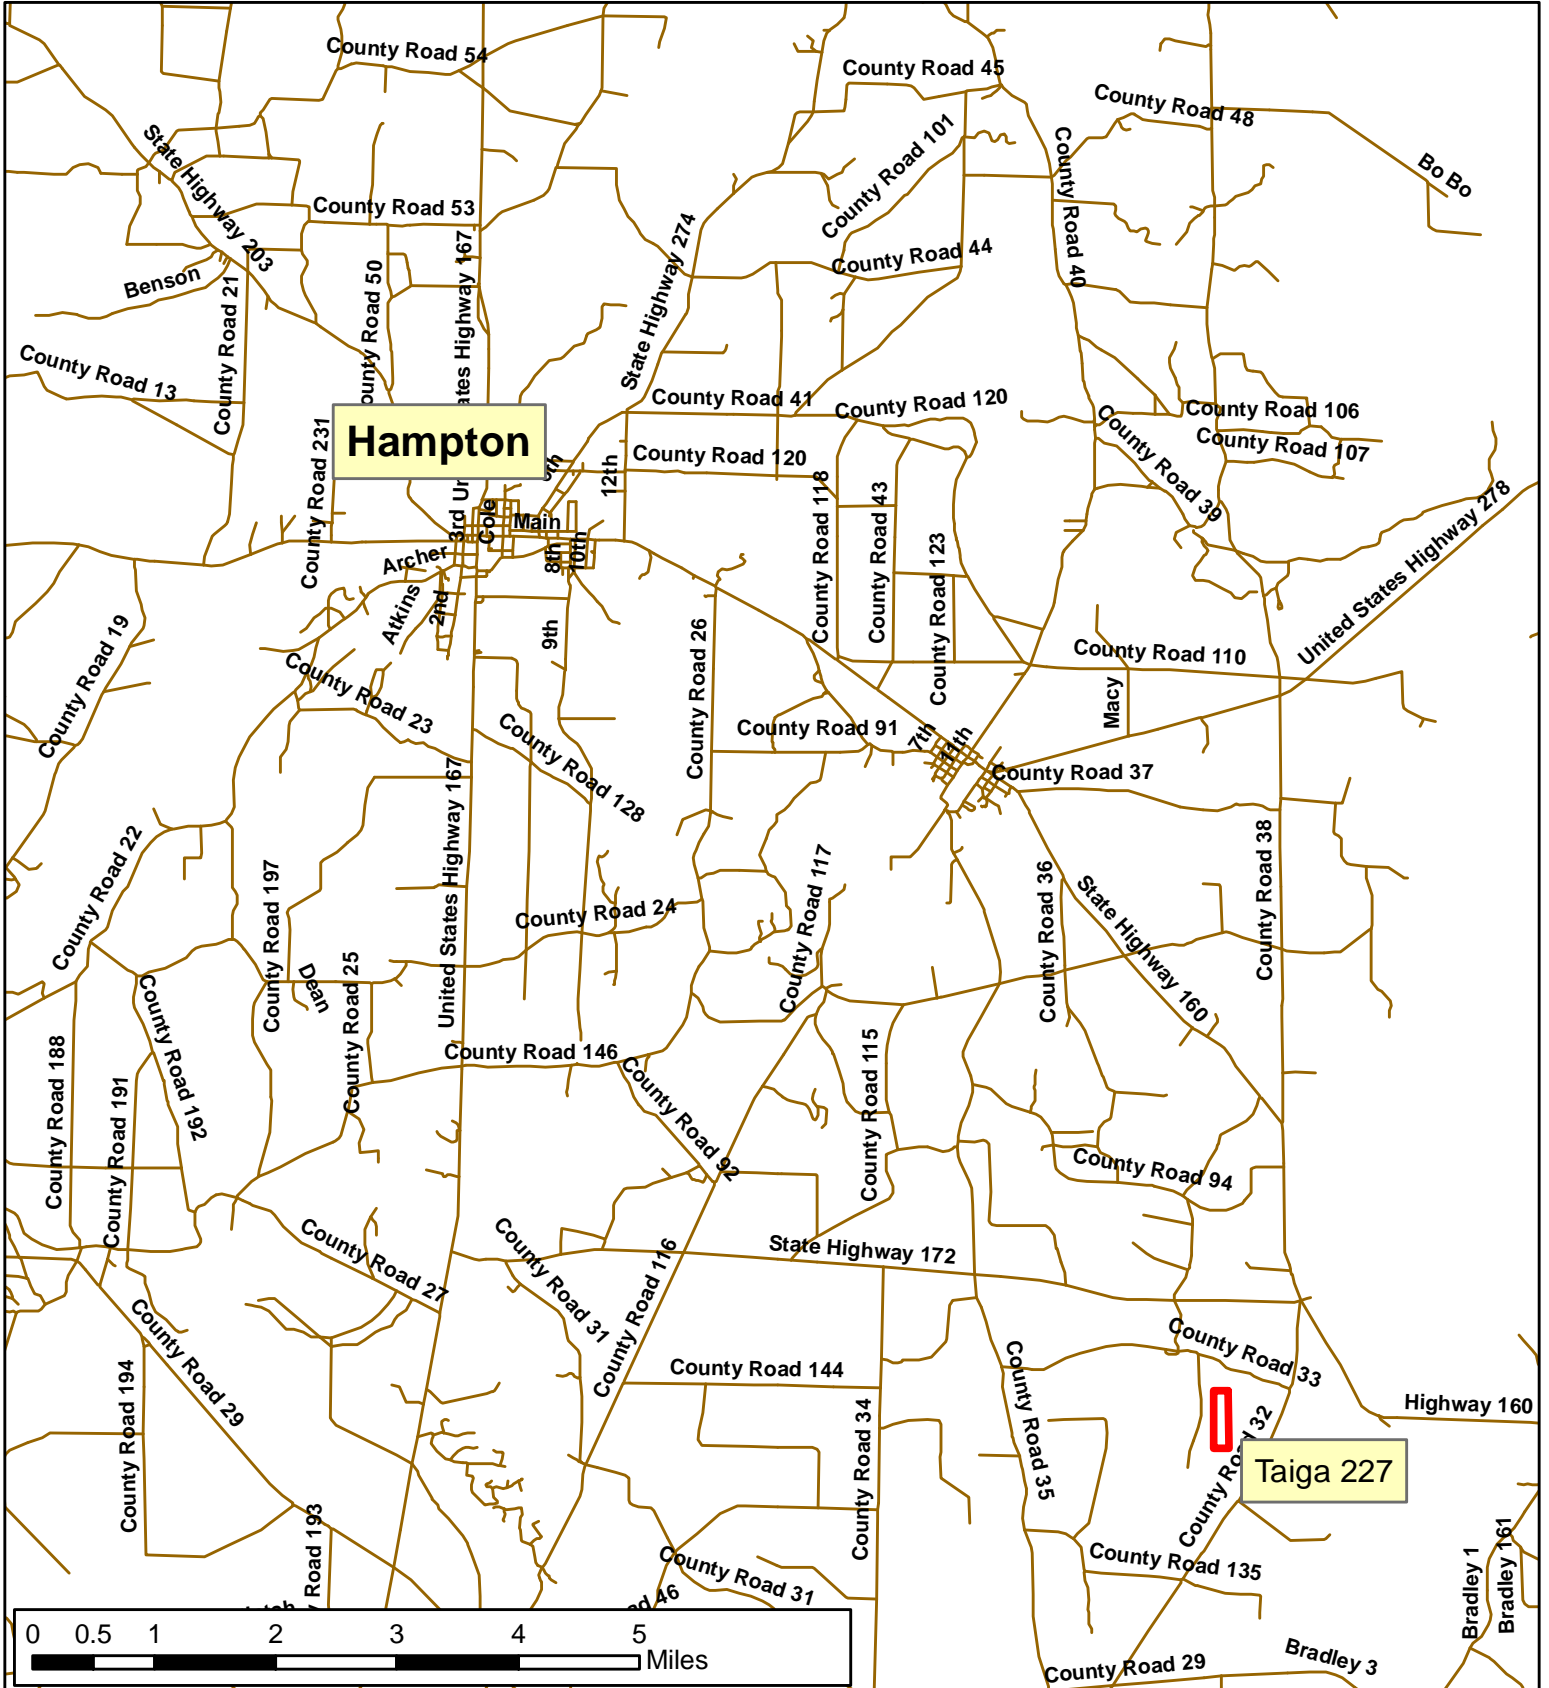 County Road 54
County Road 45
County Road 48
State Highway 203
County Road 101
County Road 40
Bo Bo
County Road 53
State Highway 274
County Road 44
Benson
County Road 21
County Road 50
ates Highway 167
County Road 13
County Road 41
County Road 120
County Road 106
County Road 107
County Road 39
Hampton
County Road 231
County Road 120
12th
County Road 118
County Road 43
United States Highway 278
3rd
Cole
Main
Archer
8th
10th
County Road 123
Atkins
2nd
9th
County Road 26
County Road 110
County Road 19
County Road 23
Macy
County Road 91
7th
11th
County Road 128
County Road 37
United States Highway 167
County Road 22
County Road 197
County Road 117
County Road 36
County Road 38
State Highway 160
County Road 24
Dean
County Road 25
County Road 188
County Road 192
County Road 191
County Road 146
County Road 92
County Road 115
County Road 94
County Road 27
County Road 31
County Road 116
State Highway 172
County Road 29
County Road 194
County Road 144
County Road 34
County Road 35
County Road 33
County Road 32
Highway 160
Taiga 227
Road 193
County Road 31
ad 46
County Road 135
Bradley 1
Bradley 161
County Road 29
Bradley 3
0 0.5 1 2 3 4 5
Miles